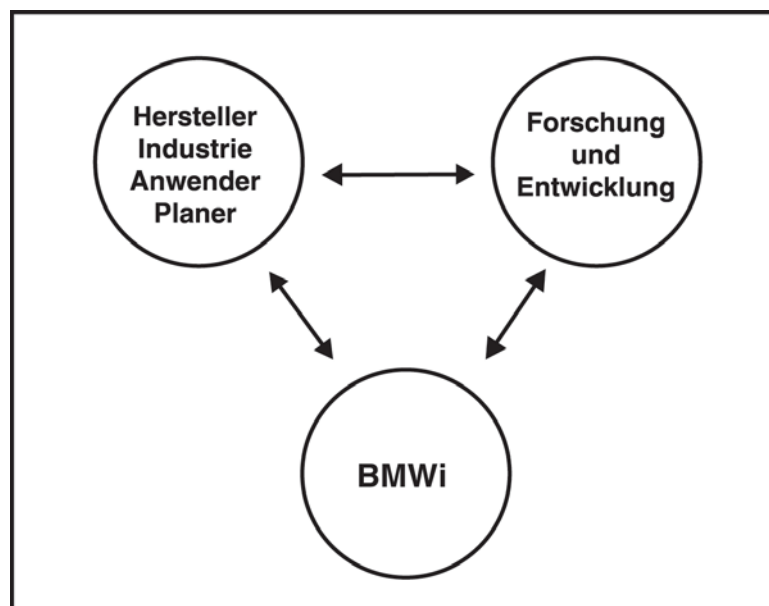 Hersteller
Industrie
Anwender
Planer
Forschung
und
Entwicklung
BMWi